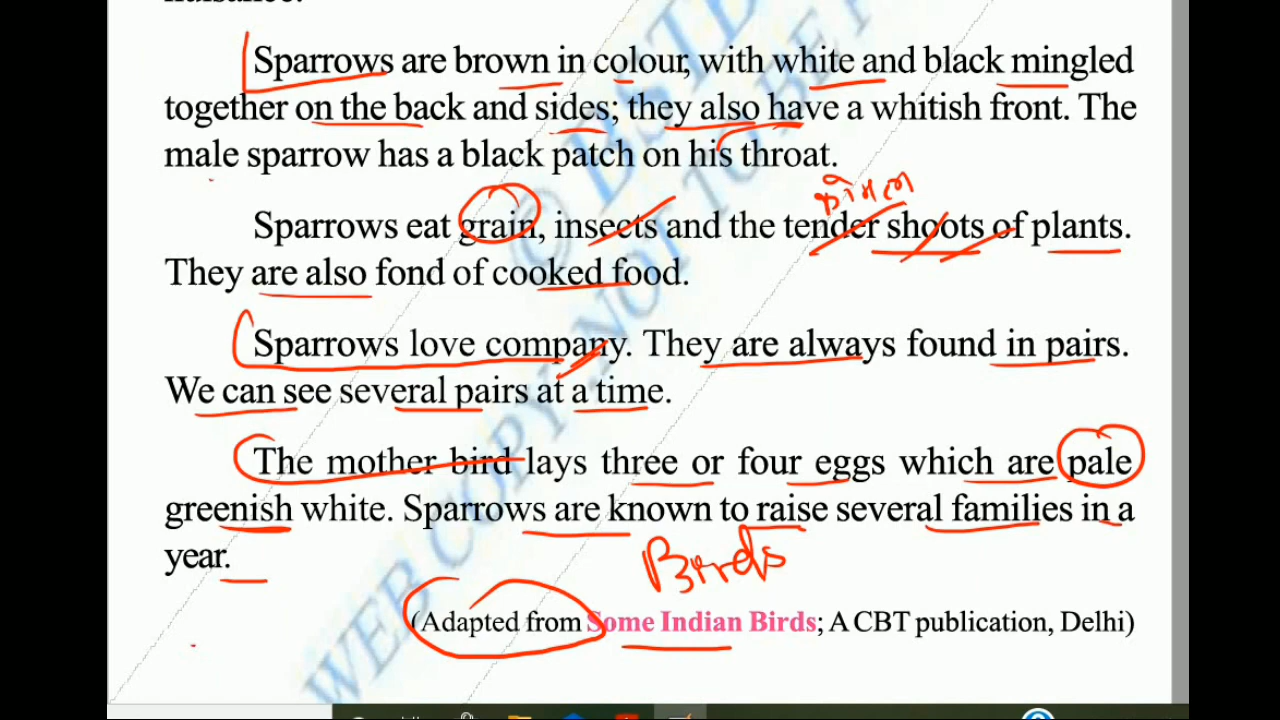 Sparrows are brown in colour, with white and black mingled
together on the back and sides; they also have a whitish front. The
male sparrow has a black patch on his throat.
Sparrows eat grain, insects and the tender shoots of plants.
They are also fond of cooked food.
Sparrows love company. They are always found in pairs.
We can see several pairs at a time.
The mother bird lays three or four eggs which are pale
greenish white. Sparrows are known to raise several families in a
year.
Birds
(Adapted from Some Indian Birds; A CBT publication, Delhi)